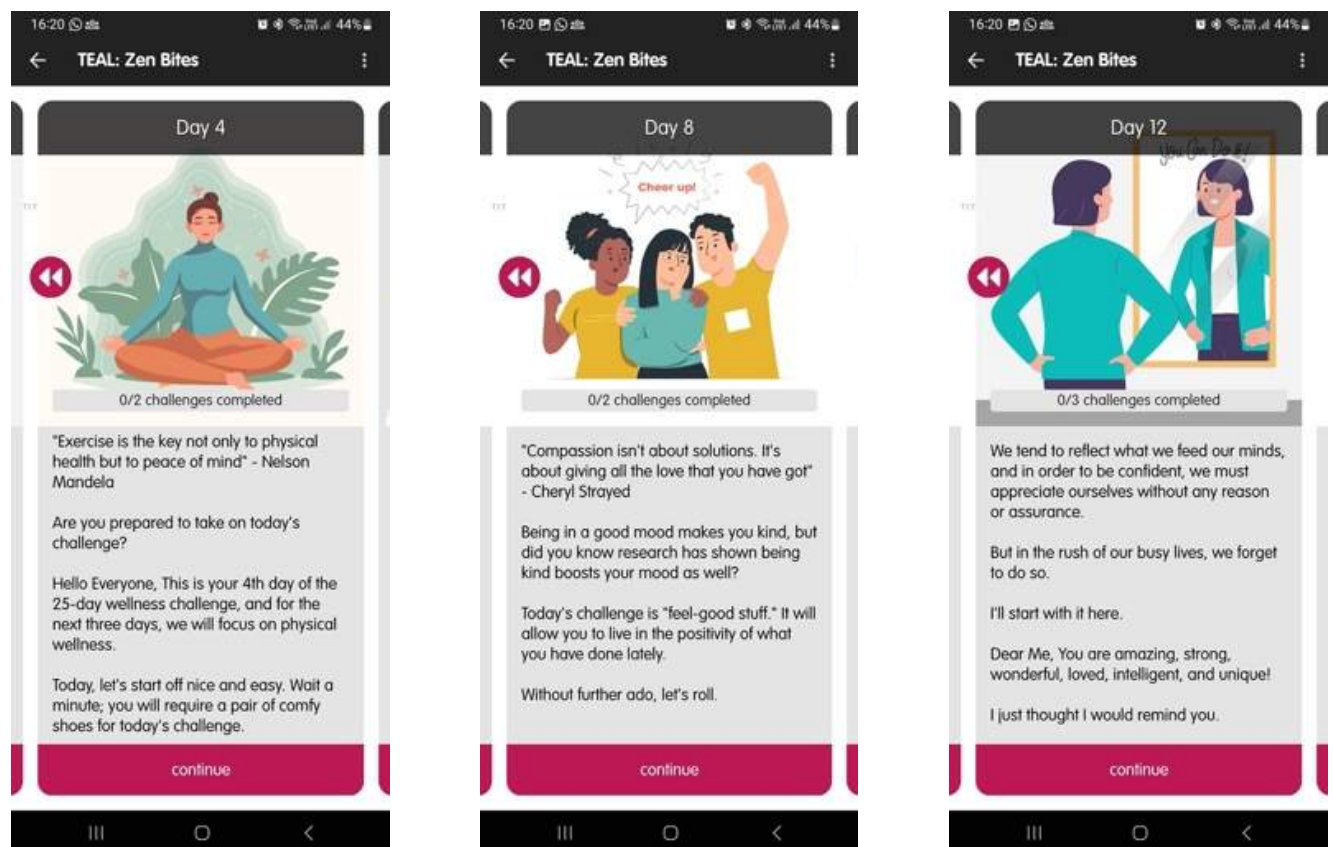 16:20
44%
TEAL: Zen Bites
Day 4
0/2 challenges completed
"Exercise is the key not only to physical
health but to peace of mind" - Nelson
Mandela
Are you prepared to take on today's
challenge?
Hello Everyone, This is your 4th day of the
25-day wellness challenge, and for the
next three days, we will focus on physical
wellness.
Today, let's start off nice and easy. Wait a
minute; you will require a pair of comfy
shoes for today's challenge.
continue
16:20
44%
TEAL: Zen Bites
Day 8
Cheer up!
0/2 challenges completed
"Compassion isn't about solutions. It's
about giving all the love that you have got"
- Cheryl Strayed
Being in a good mood makes you kind, but
did you know research has shown being
kind boosts your mood as well?
Today's challenge is "feel-good stuff." It will
allow you to live in the positivity of what
you have done lately.
Without further ado, let's roll.
continue
16:20
44%
TEAL: Zen Bites
Day 12
You Can Do it!
0/3 challenges completed
We tend to reflect what we feed our minds,
and in order to be confident, we must
appreciate ourselves without any reason
or assurance.
But in the rush of our busy lives, we forget
to do so.
I'll start with it here.
Dear Me, You are amazing, strong,
wonderful, loved, intelligent, and unique!
I just thought I would remind you.
continue